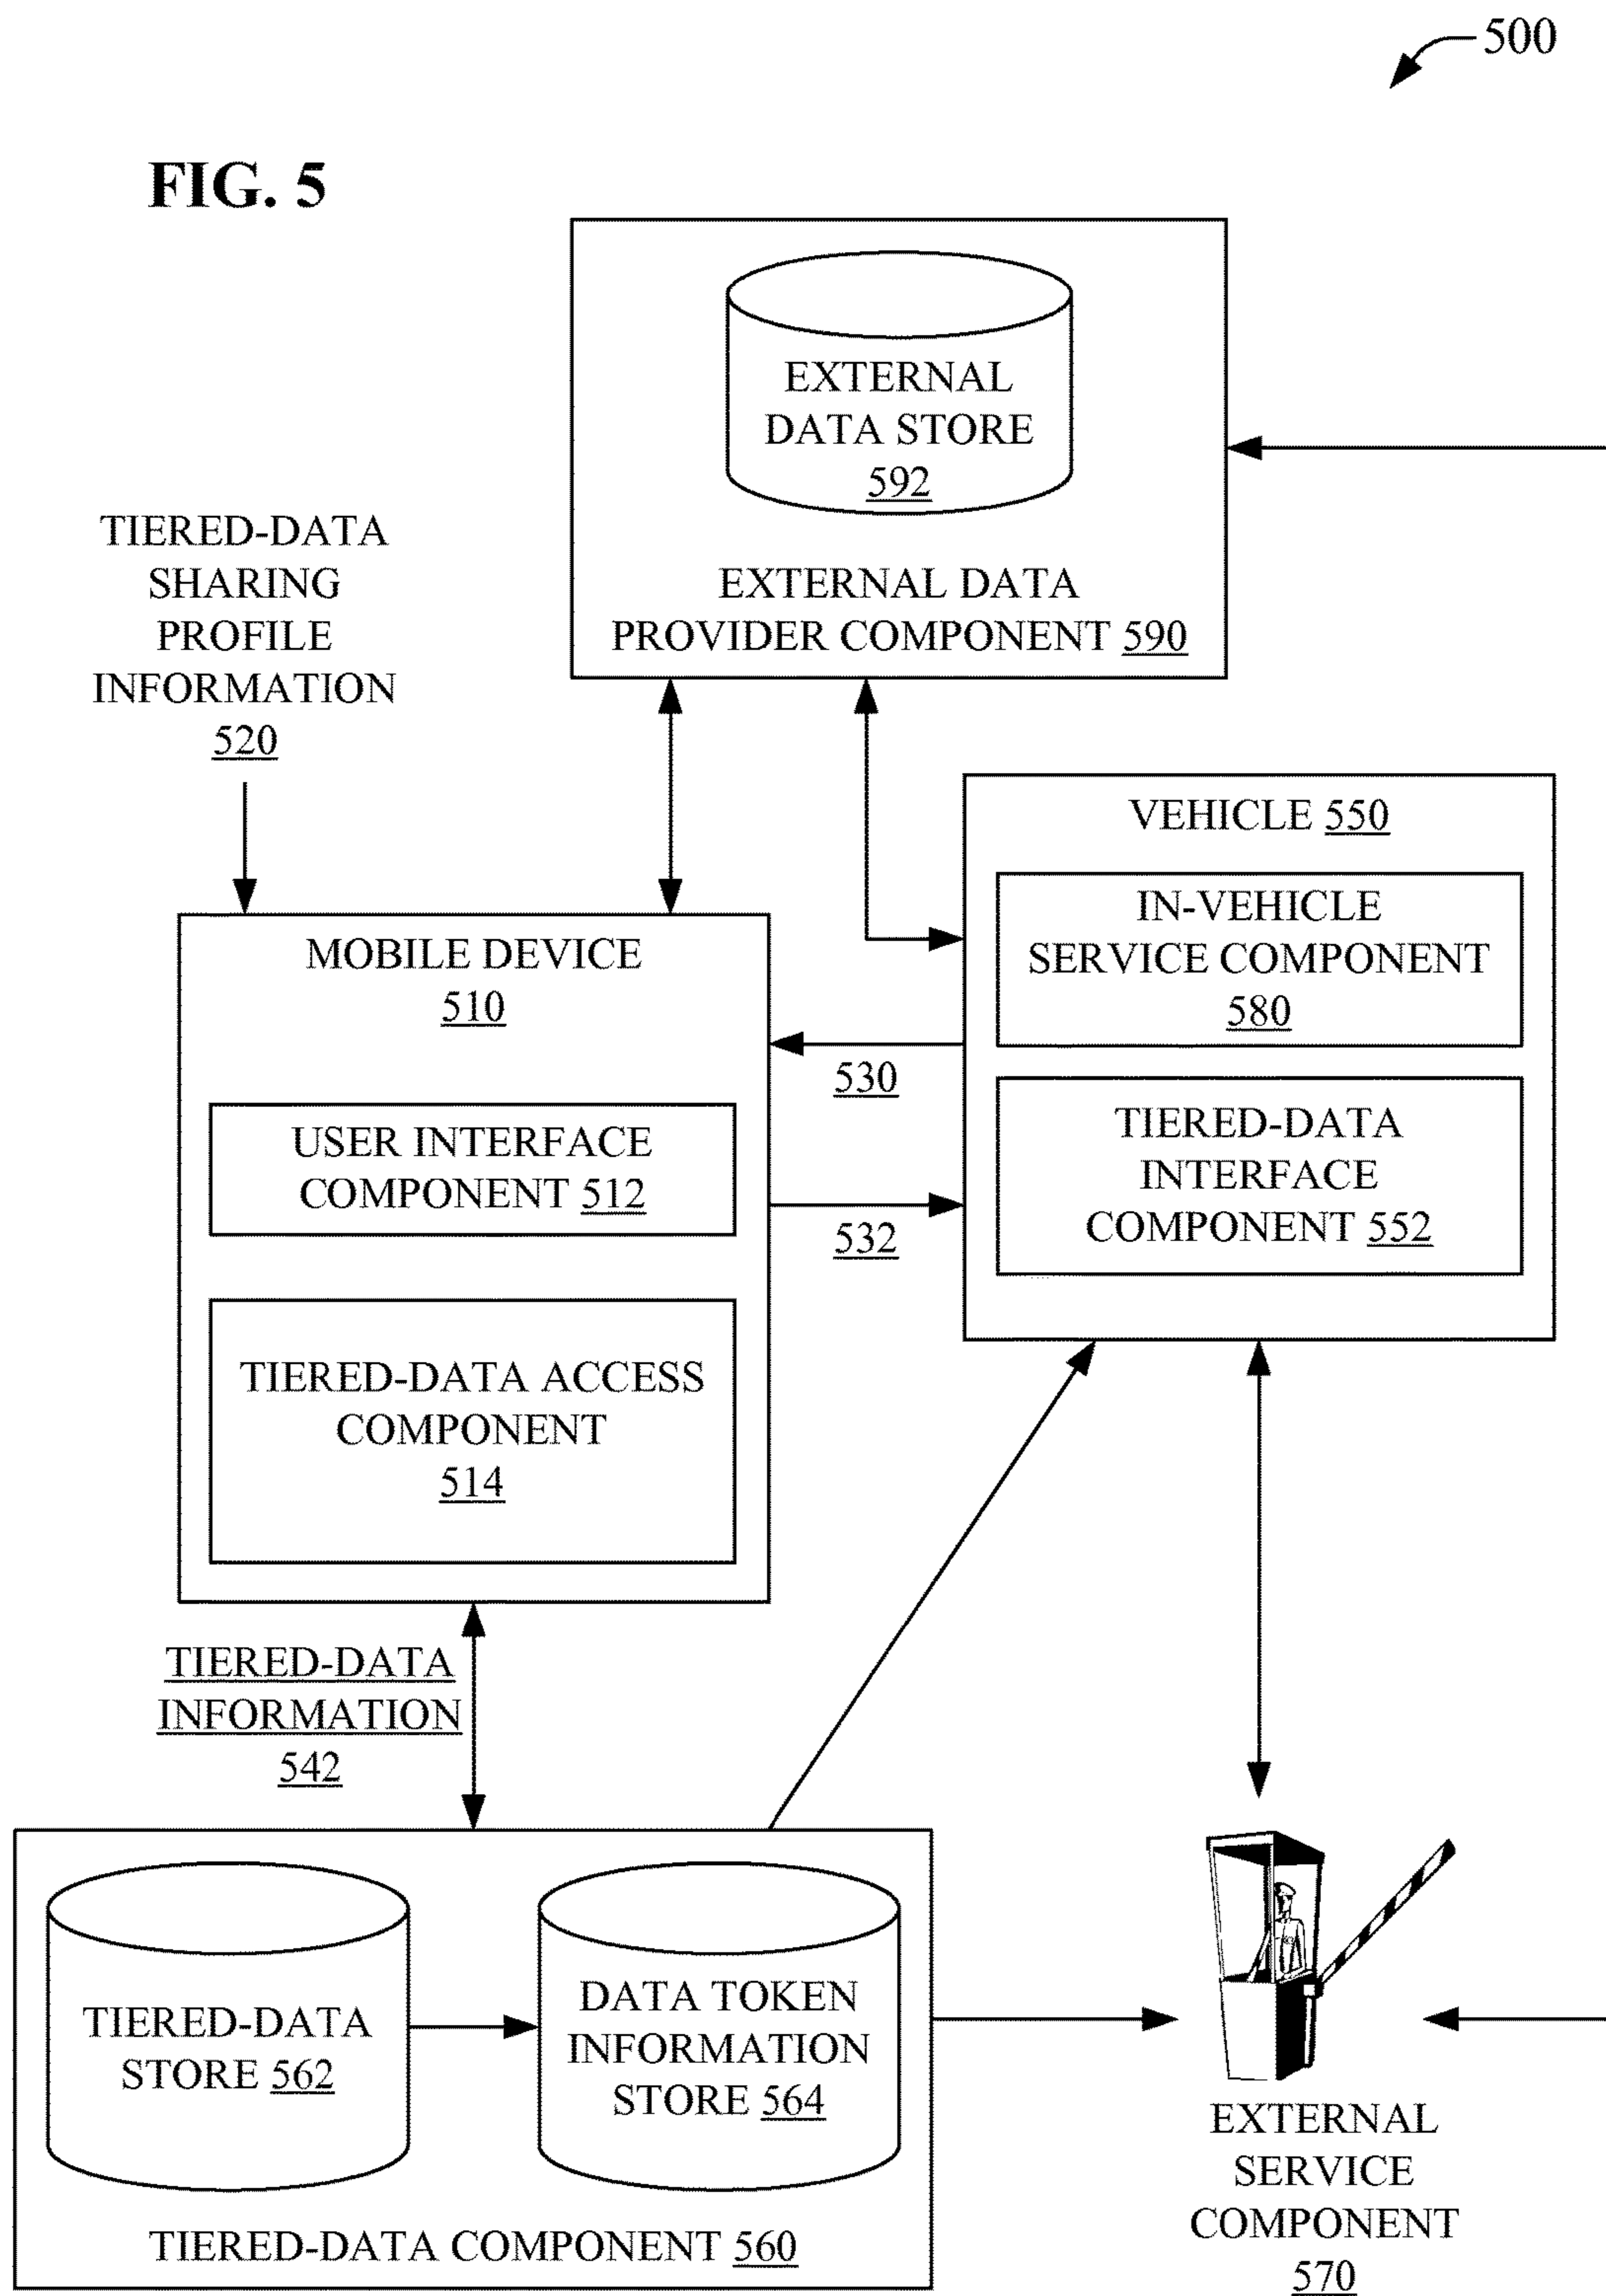 500
FIG. 5
EXTERNAL
DATA STORE
592
EXTERNAL DATA
PROVIDER COMPONENT 590
TIERED-DATA
SHARING
PROFILE
INFORMATION
520
VEHICLE 550
IN-VEHICLE
SERVICE COMPONENT
580
TIERED-DATA
INTERFACE
COMPONENT 552
MOBILE DEVICE
510
530
USER INTERFACE
COMPONENT 512
532
TIERED-DATA ACCESS
COMPONENT
514
TIERED-DATA
INFORMATION
542
TIERED-DATA
STORE 562
DATA TOKEN
INFORMATION
STORE 564
TIERED-DATA COMPONENT 560
EXTERNAL
SERVICE
COMPONENT
570